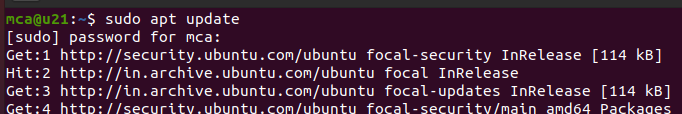 mca@u21:~$ sudo apt update
[sudo] password for mca:
Get:1 http://security.ubuntu.com/ubuntu focal-security InRelease [114 kB]
Hit:2 http://in.archive.ubuntu.com/ubuntu focal InRelease
Get:3 http://in.archive.ubuntu.com/ubuntu focal-updates InRelease [114 kB]
Get:4 http://security.ubuntu.com/ubuntu focal-security/main amd64 Packages